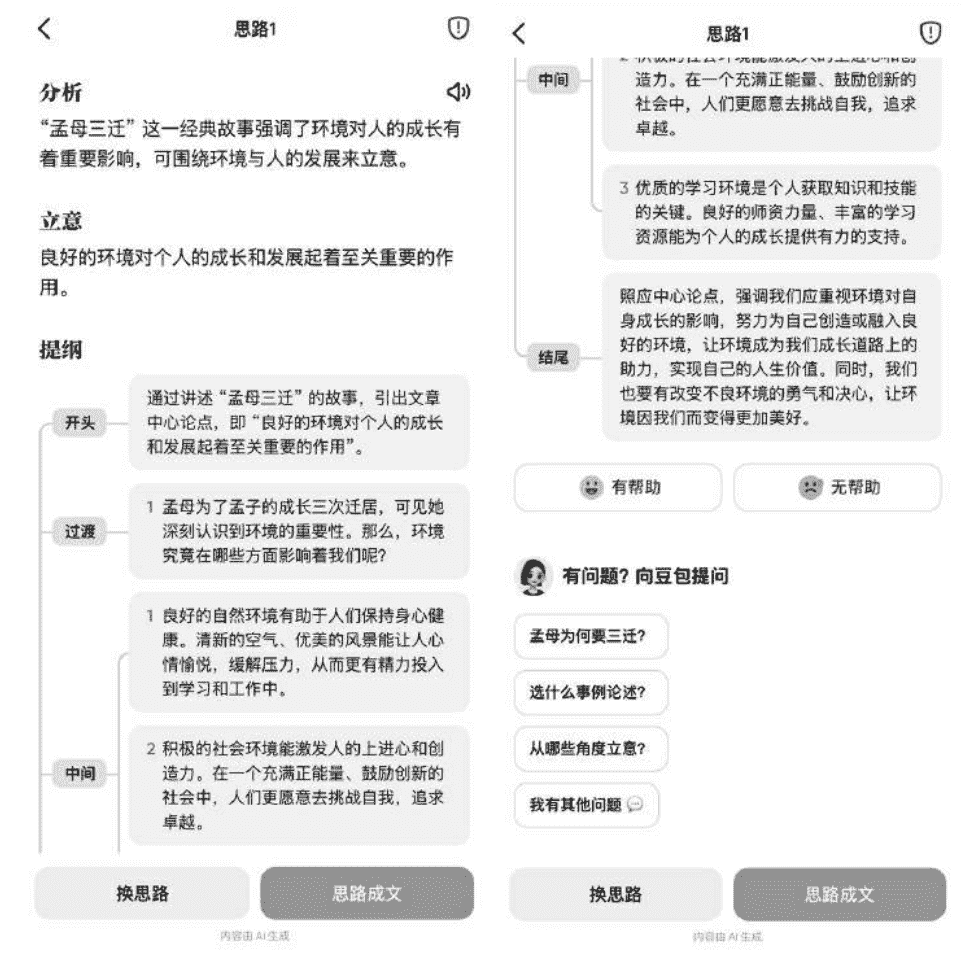 思路1
分析
“孟母三迁”这一经典故事强调了环境对人的成长有
着重要影响，可围绕环境与人的发展来立意。
立意
良好的环境对个人的成长和发展起着至关重要的作
用。
提纲
开头
通过讲述“孟母三迁”的故事，引出文章
中心论点，即“良好的环境对个人的成长
和发展起着至关重要的作用”。
过渡
1 孟母为了孟子的成长三次迁居，可见她
深刻认识到环境的重要性。那么，环境
究竟在哪些方面影响着我们呢？
中间
1 良好的自然环境有助于人们保持身心健
康。清新的空气、优美的风景能让人心
情愉悦，缓解压力，从而更有精力投入
到学习和工作中。
2 积极的社会环境能激发人的上进心和创
造力。在一个充满正能量、鼓励创新的
社会中，人们更愿意去挑战自我，追求
卓越。
换思路
思路成文
内容由 AI 生成
思路1
中间
2 积极的社会环境能激发人的上进心和创
造力。在一个充满正能量、鼓励创新的
社会中，人们更愿意去挑战自我，追求
卓越。
3 优质的学习环境是个人获取知识和技能
的关键。良好的师资力量、丰富的学习
资源能为个人的成长提供有力的支持。
结尾
照应中心论点，强调我们应重视环境对自
身成长的影响，努力为自己创造或融入良
好的环境，让环境成为我们成长道路上的
助力，实现自己的人生价值。同时，我们
也要有改变不良环境的勇气和决心，让环
境因我们而变得更加美好。
有帮助
无帮助
有问题？向豆包提问
孟母为何要三迁？
选什么事例论述？
从哪些角度立意？
我有其他问题
换思路
思路成文
内容由 AI 生成